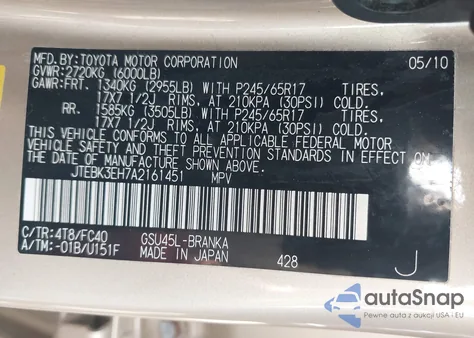 MFD. BY: TOYOTA MOTOR CORPORATION 05/10
GVWR: 2720KG (6000LB)
GAWR: FRT. 1340KG (2955LB) WITH P245/65R17 TIRES,
17X7 1/2J RIMS, AT 210KPA (30PSI) COLD.
RR. 1585KG (3505LB) WITH P245/65R17 TIRES,
17X7 1/2J RIMS, AT 210KPA (30PSI) COLD.
THIS VEHICLE CONFORMS TO ALL APPLICABLE FEDERAL MOTOR
VEHICLE SAFETY AND THEFT PREVENTION STANDARDS IN EFFECT ON
THE DATE OF MANUFACTURE SHOWN ABOVE.
JTEBK3EH7A2161451 MPV
C/TR: 4T8/FC40 GSU45L-BRANKA
A/TM: -01B/U151F MADE IN JAPAN 428 J
autoSnap
Pewne auta z aukcji USA i EU